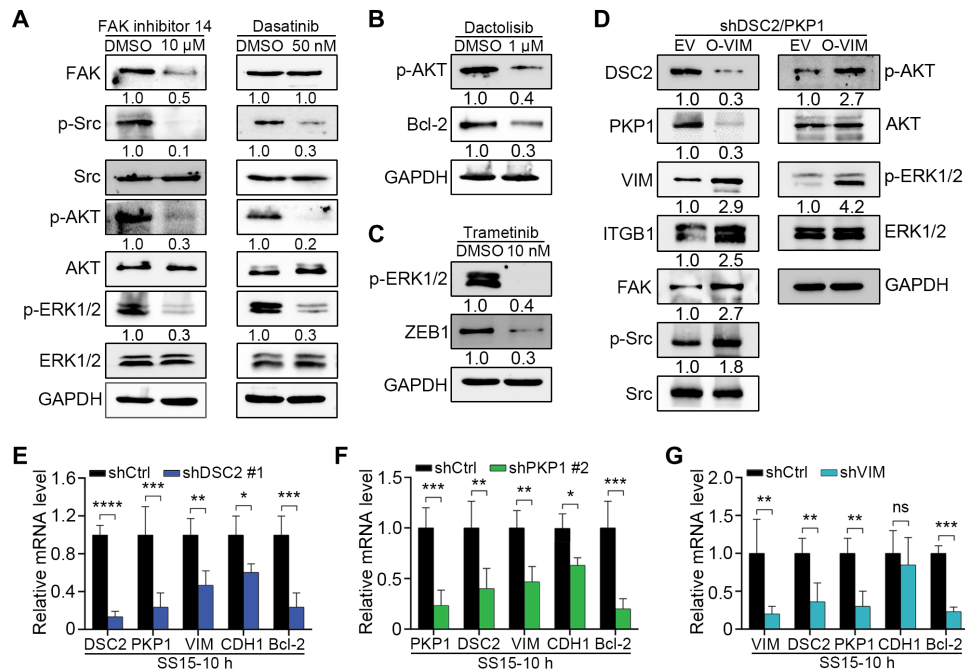 A
FAK inhibitor 14 Dasatinib
DMSO 10 µM DMSO 50 nM
FAK
1.0 0.5 1.0 1.0
p-Src
1.0 0.1 1.0 0.3
Src
p-AKT
1.0 0.3 1.0 0.2
AKT
p-ERK1/2
1.0 0.3 1.0 0.3
ERK1/2
GAPDH
B
Dactolisib
DMSO 1 µM
p-AKT
1.0 0.4
Bcl-2
1.0 0.3
GAPDH
C
Trametinib
DMSO 10 nM
p-ERK1/2
1.0 0.4
ZEB1
1.0 0.3
GAPDH
D
shDSC2/PKP1
EV O-VIM EV O-VIM
DSC2 p-AKT
1.0 0.3 1.0 2.7
PKP1 AKT
1.0 0.3
VIM p-ERK1/2
1.0 2.9 1.0 4.2
ITGB1 ERK1/2
1.0 2.5
FAK GAPDH
1.0 2.7
p-Src
1.0 1.8
Src
E
shCtrl shDSC2 #1
Relative mRNA level
1.6
1.2
0.8
0.4
0
**** *** ** * ***
DSC2 PKP1 VIM CDH1 Bcl-2
SS15-10 h
F
shCtrl shPKP1 #2
Relative mRNA level
1.5
1.0
0.5
0
*** ** ** * ***
PKP1 DSC2 VIM CDH1 Bcl-2
SS15-10 h
G
shCtrl shVIM
Relative mRNA level
2.0
1.5
1.0
0.5
0
** ** ** ns ***
VIM DSC2 PKP1 CDH1 Bcl-2
SS15-10 h